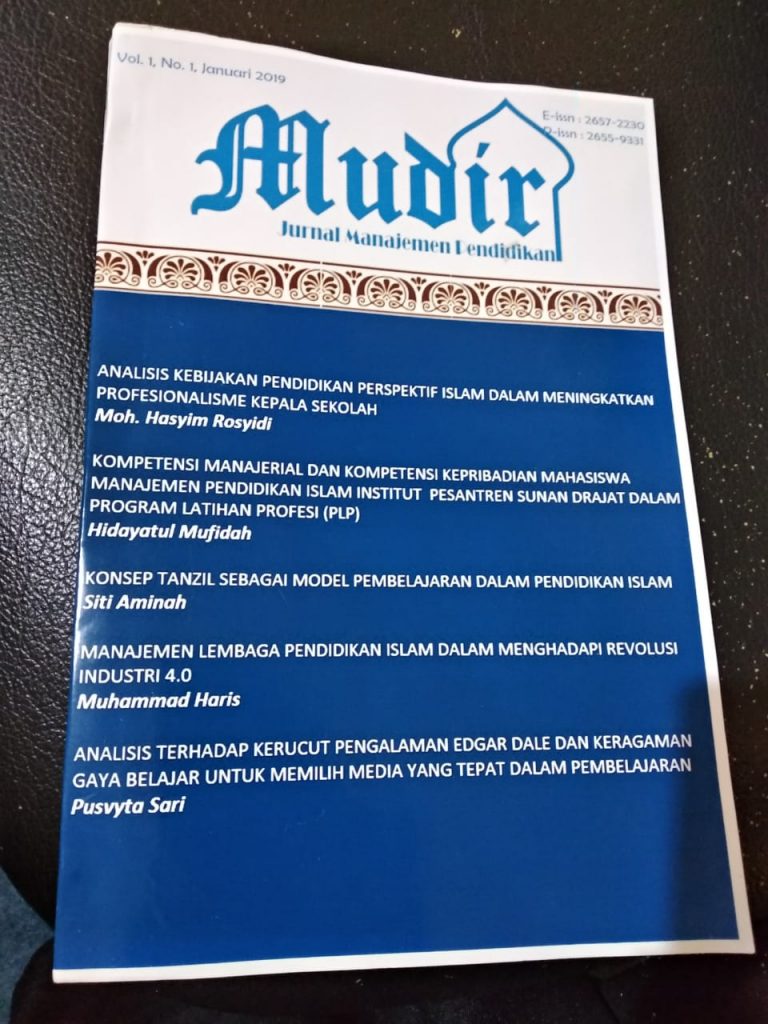 Vol. 1, No. 1, Januari 2019
E-issn : 2657-2230
P-issn : 2655-9331
Mudir
Jurnal Manajemen Pendidikan
ANALISIS KEBIJAKAN PENDIDIKAN PERSPEKTIF ISLAM DALAM MENINGKATKAN
PROFESIONALISME KEPALA SEKOLAH
Moh. Hasyim Rosyidi
KOMPETENSI MANAJERIAL DAN KOMPETENSI KEPRIBADIAN MAHASISWA
MANAJEMEN PENDIDIKAN ISLAM INSTITUT PESANTREN SUNAN DRAJAT DALAM
PROGRAM LATIHAN PROFESI (PLP)
Hidayatul Mufidah
KONSEP TANZIL SEBAGAI MODEL PEMBELAJARAN DALAM PENDIDIKAN ISLAM
Siti Aminah
MANAJEMEN LEMBAGA PENDIDIKAN ISLAM DALAM MENGHADAPI REVOLUSI
INDUSTRI 4.0
Muhammad Haris
ANALISIS TERHADAP KERUCUT PENGALAMAN EDGAR DALE DAN KERAGAMAN
GAYA BELAJAR UNTUK MEMILIH MEDIA YANG TEPAT DALAM PEMBELAJARAN
Pusvyta Sari